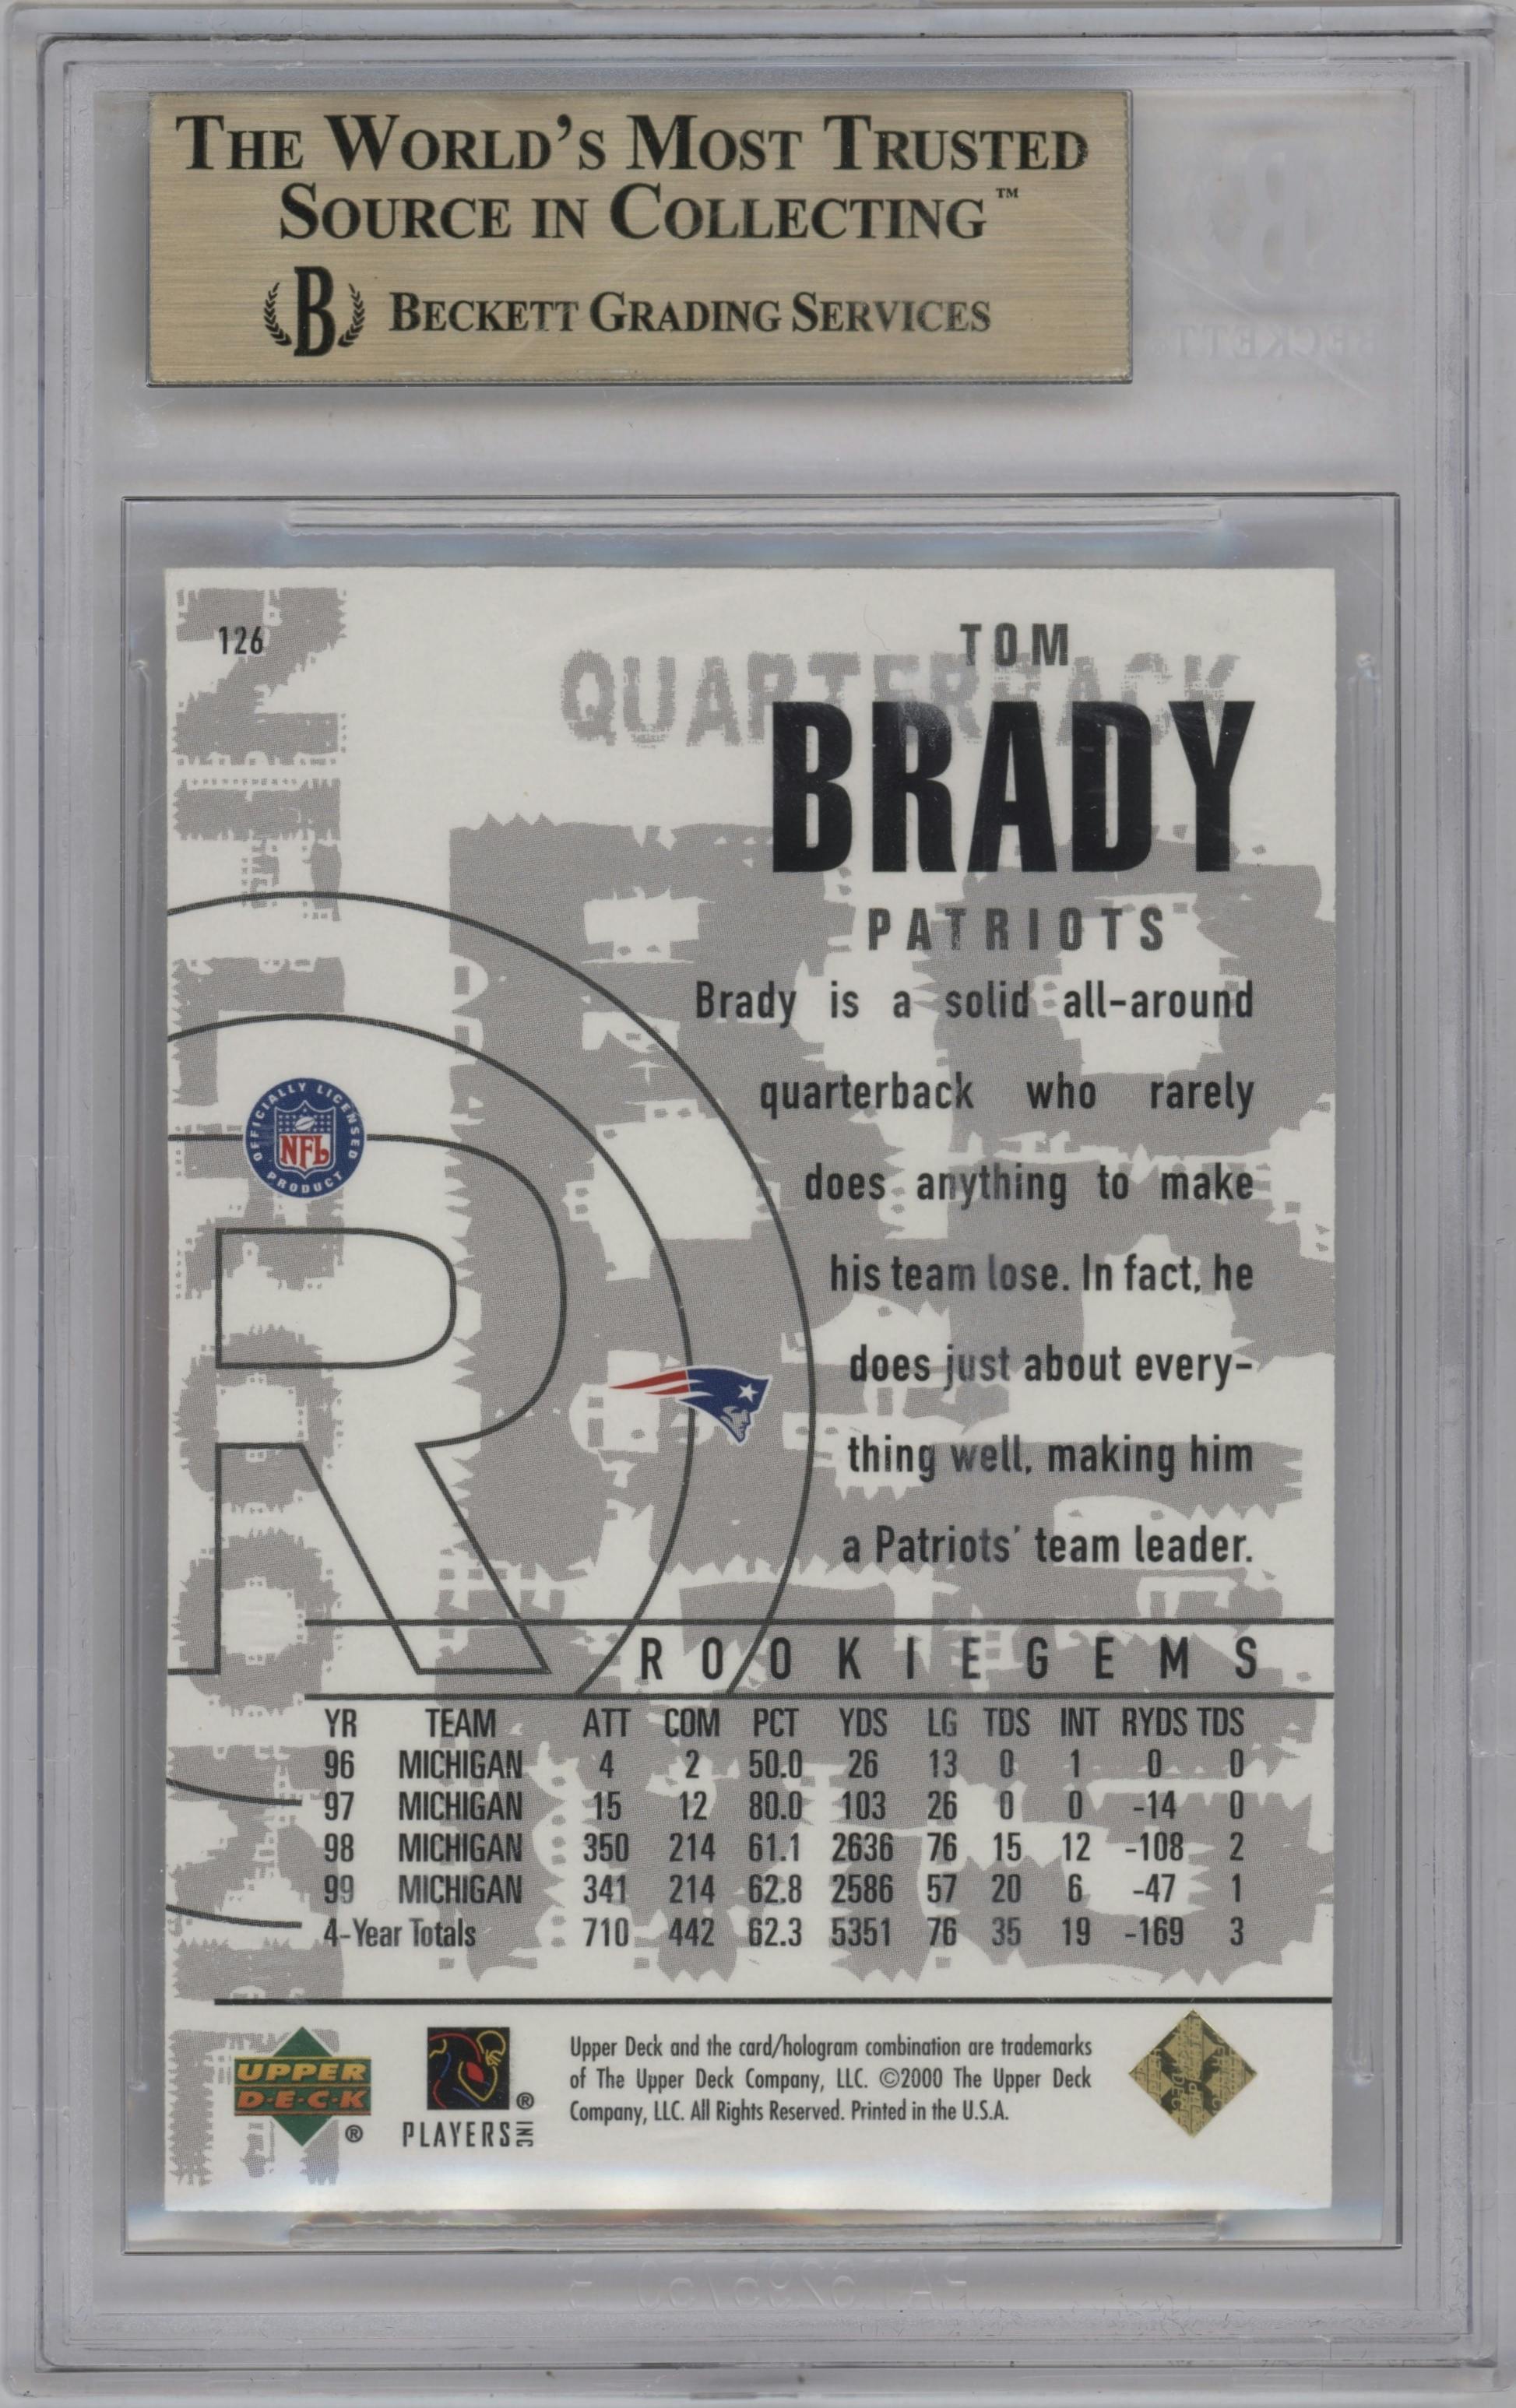 THE WORLD'S MOST TRUSTED
SOURCE IN COLLECTING™
B BECKETT GRADING SERVICES
BECKETT
126
TOM
QUARTERBACK
BRADY
PATRIOTS
Brady is a solid all-around
quarterback who rarely
does anything to make
his team lose. In fact, he
does just about every-
thing well, making him
a Patriots' team leader.
OFFICIALLY LICENSED
NFL
PRODUCT
R
ROOKIE GEMS
YR TEAM ATT COM PCT YDS LG TDS INT RYDS TDS
96 MICHIGAN 4 2 50.0 26 13 0 1 0 0
97 MICHIGAN 15 12 80.0 103 26 0 0 -14 0
98 MICHIGAN 350 214 61.1 2636 76 15 12 -108 2
99 MICHIGAN 341 214 62.8 2586 57 20 6 -47 1
4-Year Totals 710 442 62.3 5351 76 35 19 -169 3
UPPER
D·E·C·K
®
®
PLAYERS INC
Upper Deck and the card/hologram combination are trademarks
of The Upper Deck Company, LLC. ©2000 The Upper Deck
Company, LLC. All Rights Reserved. Printed in the U.S.A.